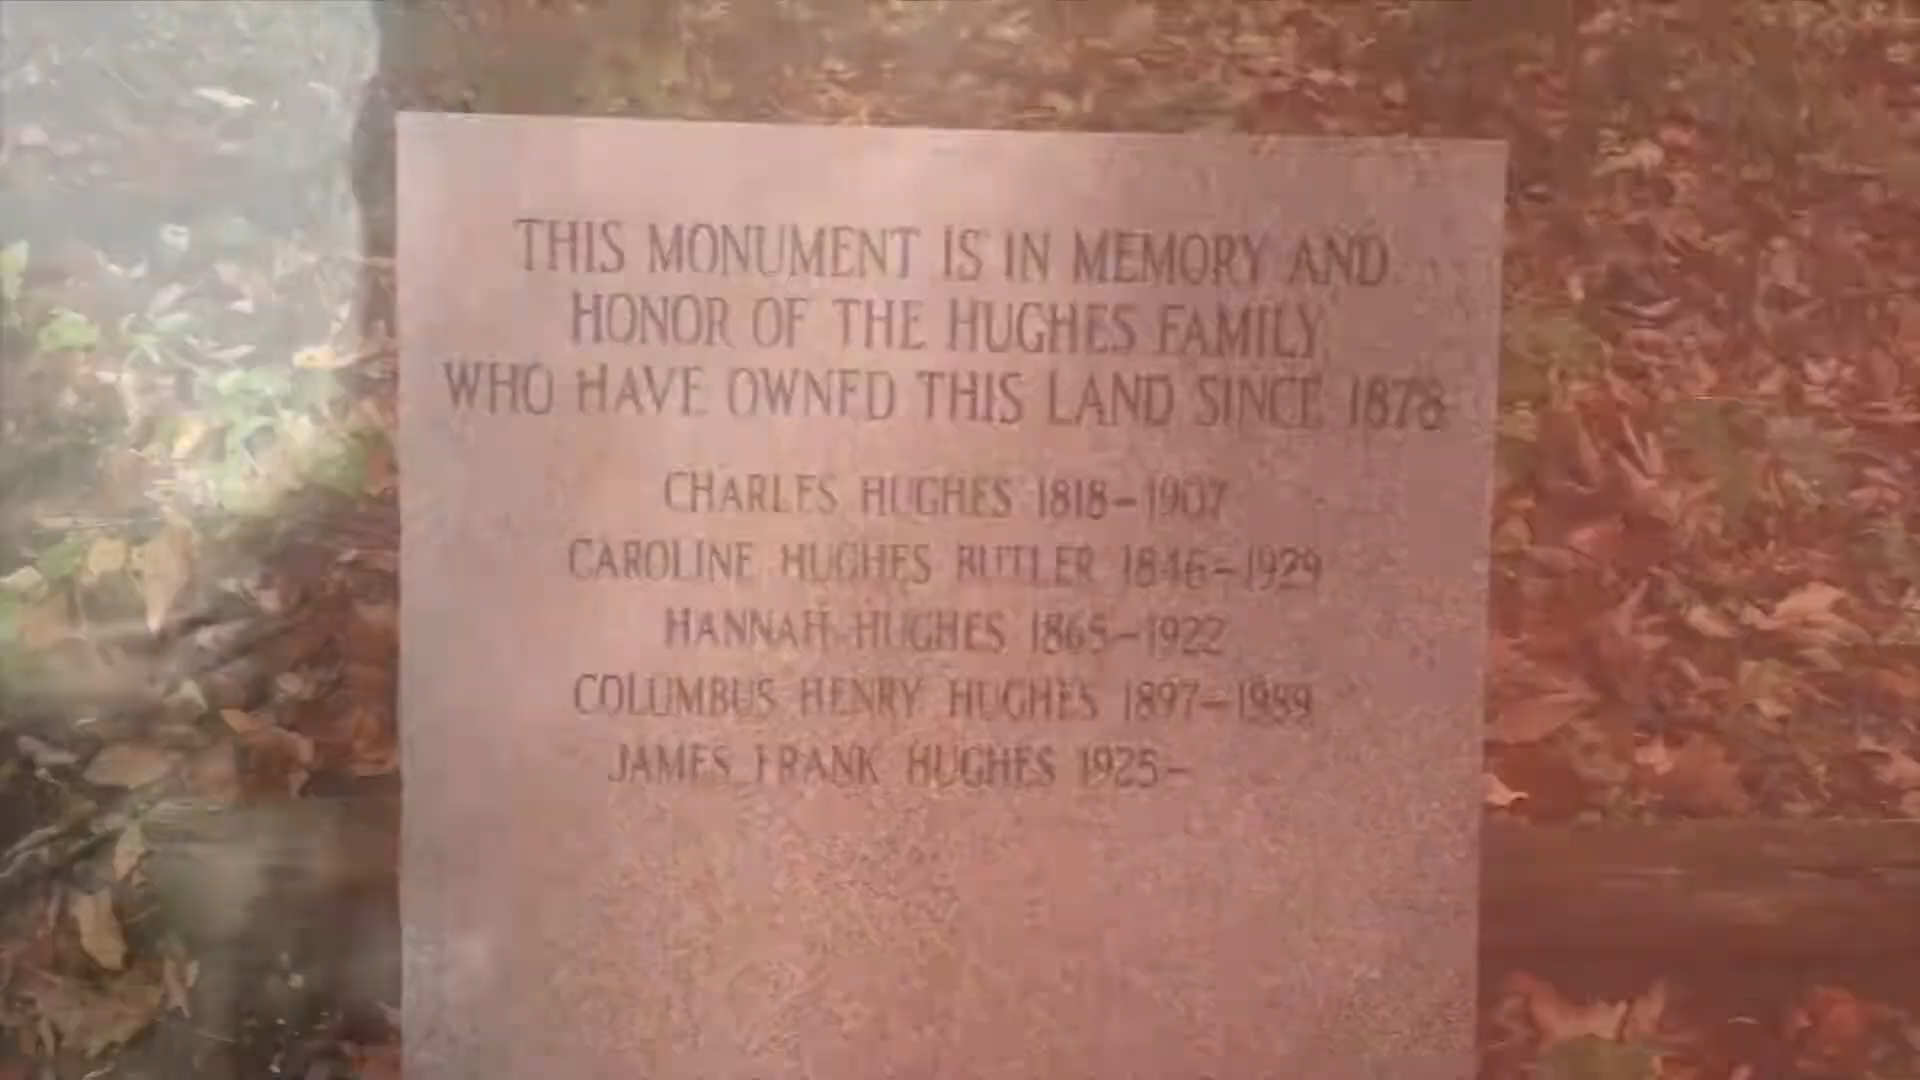 THIS MONUMENT IS IN MEMORY AND
HONOR OF THE HUGHES FAMILY
WHO HAVE OWNED THIS LAND SINCE 1878
CHARLES HUGHES 1818-1907
CAROLINE HUGHES BUTLER 1846-1929
HANNAH HUGHES 1865-1922
COLUMBUS HENRY HUGHES 1897-1989
JAMES FRANK HUGHES 1925-